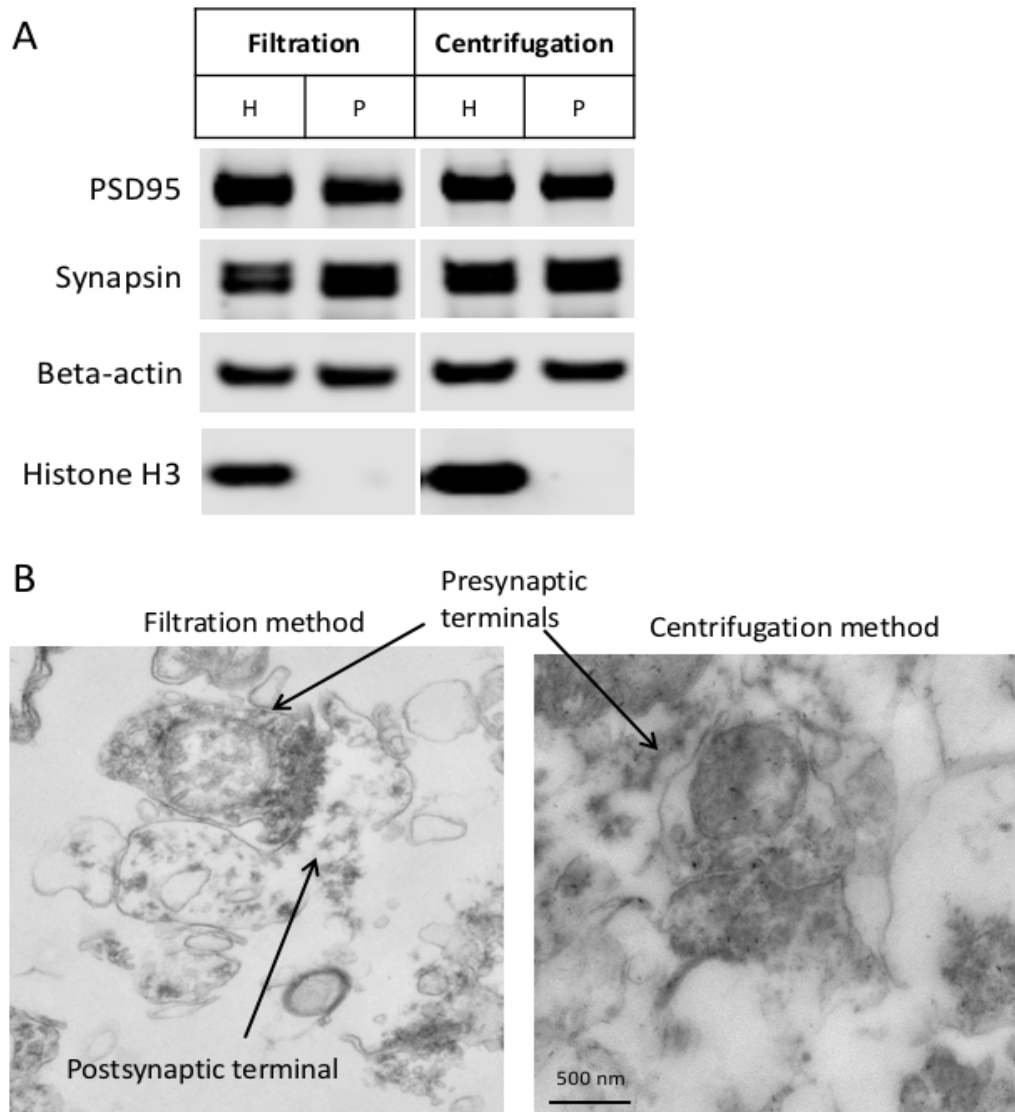 A
Filtration Centrifugation
H P H P
PSD95
Synapsin
Beta-actin
Histone H3
B
Presynaptic
terminals
Filtration method
Centrifugation method
Postsynaptic terminal
500 nm